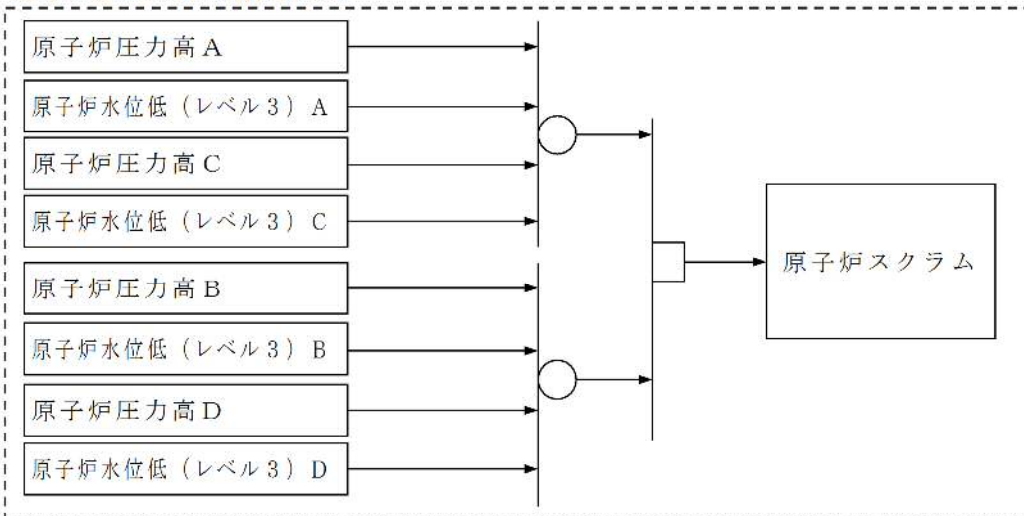 原子炉圧力高A
原子炉水位低（レベル３）A
原子炉圧力高C
原子炉水位低（レベル３）C
原子炉圧力高B
原子炉水位低（レベル３）B
原子炉圧力高D
原子炉水位低（レベル３）D
原子炉スクラム